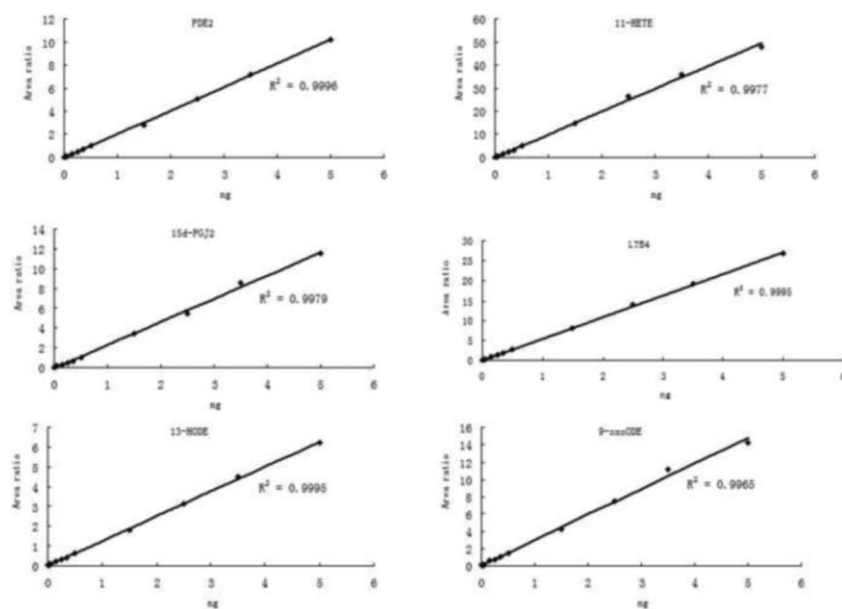 12
10
8
6
4
2
0
Area ratio
R² = 0.9996
0 1 2 3 4 5 6
ng
11-HETE
60
50
40
30
20
10
0
Area ratio
R² = 0.9977
0 1 2 3 4 5 6
ng
15d-PGJ2
14
12
10
8
6
4
2
0
Area ratio
R² = 0.9979
0 1 2 3 4 5 6
ng
LTB4
30
25
20
15
10
5
0
Area ratio
R² = 0.9995
0 1 2 3 4 5 6
ng
13-HODE
7
6
5
4
3
2
1
0
Area ratio
R² = 0.9995
0 1 2 3 4 5 6
ng
9-oxoODE
16
14
12
10
8
6
4
2
0
Area ratio
R² = 0.9965
0 1 2 3 4 5 6
ng